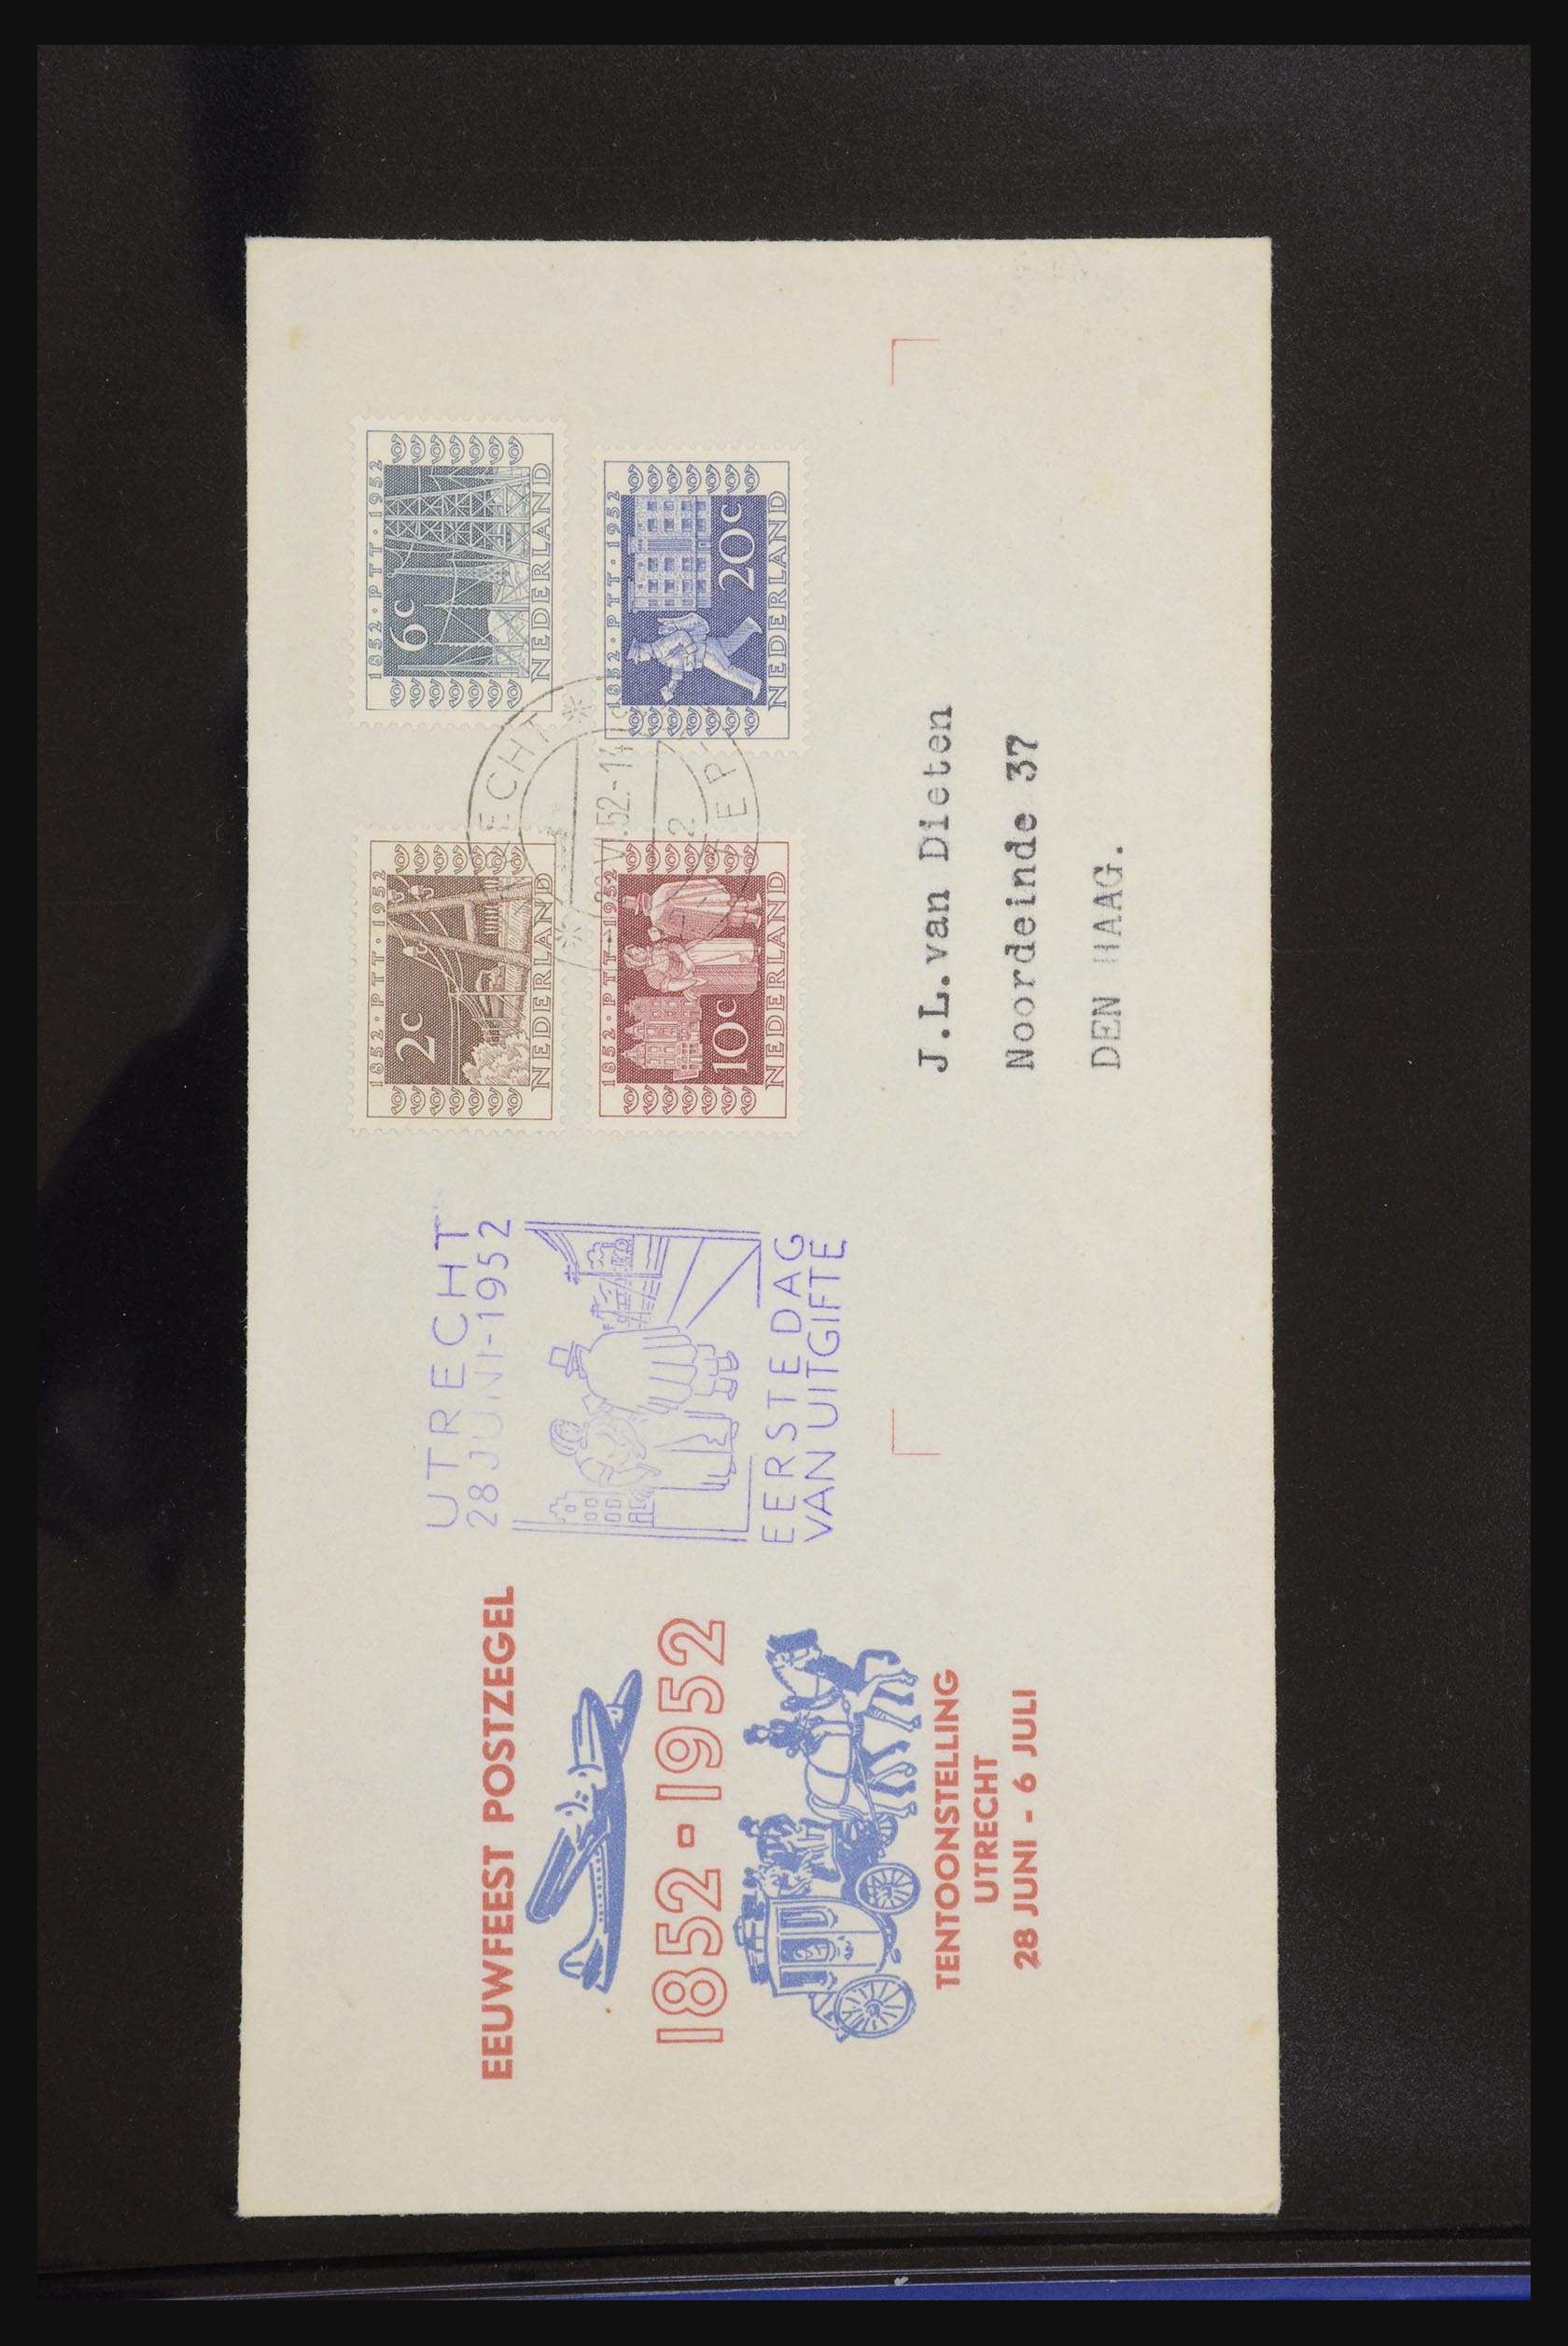 EEUWFEEST POSTZEGEL
1852-1952
TENTOONSTELLING
UTRECHT
28 JUNI - 6 JULI
UTRECHT
28 JUNI-1952
EERSTE DAG
VAN UITGIFTE
1852·PTT·1952
2c
NEDERLAND
1852·PTT·1952
6c
NEDERLAND
1852·PTT·1952
10c
NEDERLAND
1852·PTT·1952
20c
NEDERLAND
J.L.van Dieten
Noordeinde 37
DEN HAAG.